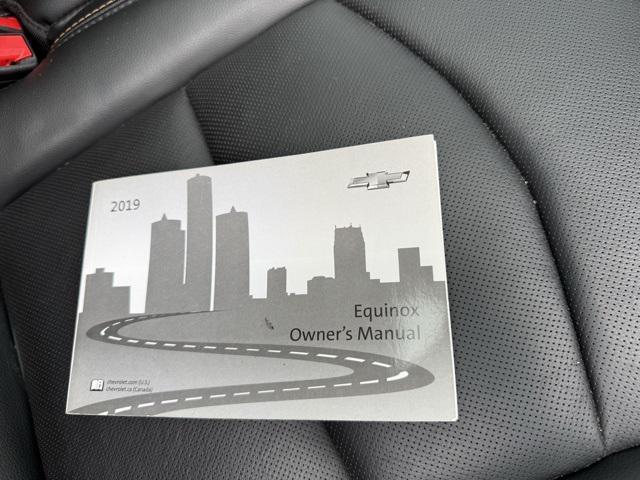 2019
Equinox
Owner's Manual
chevrolet.com (U.S.)
chevrolet.ca (Canada)